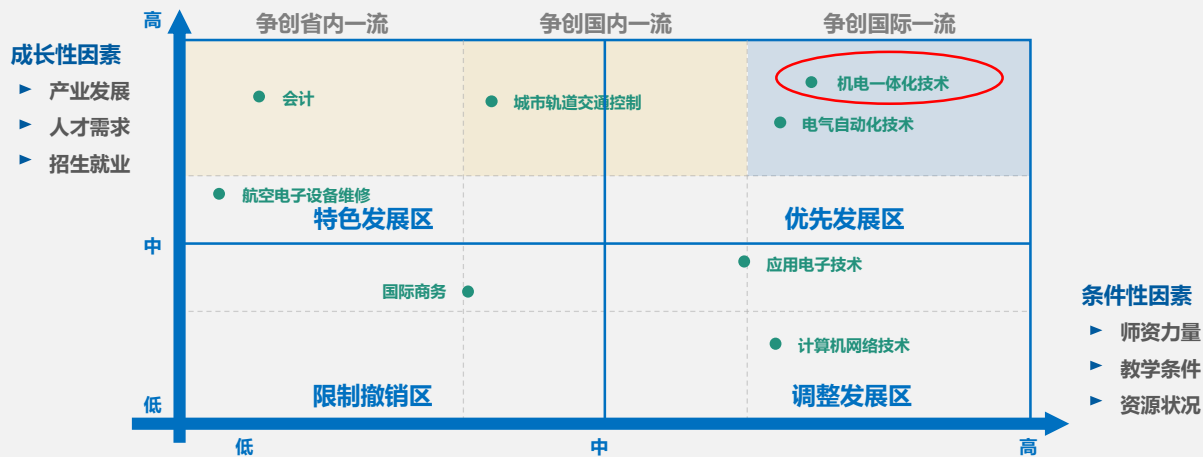 高
争创省内一流
争创国内一流
争创国际一流
成长性因素
产业发展
人才需求
招生就业
机电一体化技术
会计
城市轨道交通控制
电气自动化技术
航空电子设备维修
特色发展区
优先发展区
中
应用电子技术
国际商务
条件性因素
师资力量
教学条件
资源状况
计算机网络技术
限制撤销区
调整发展区
低
低
中
高